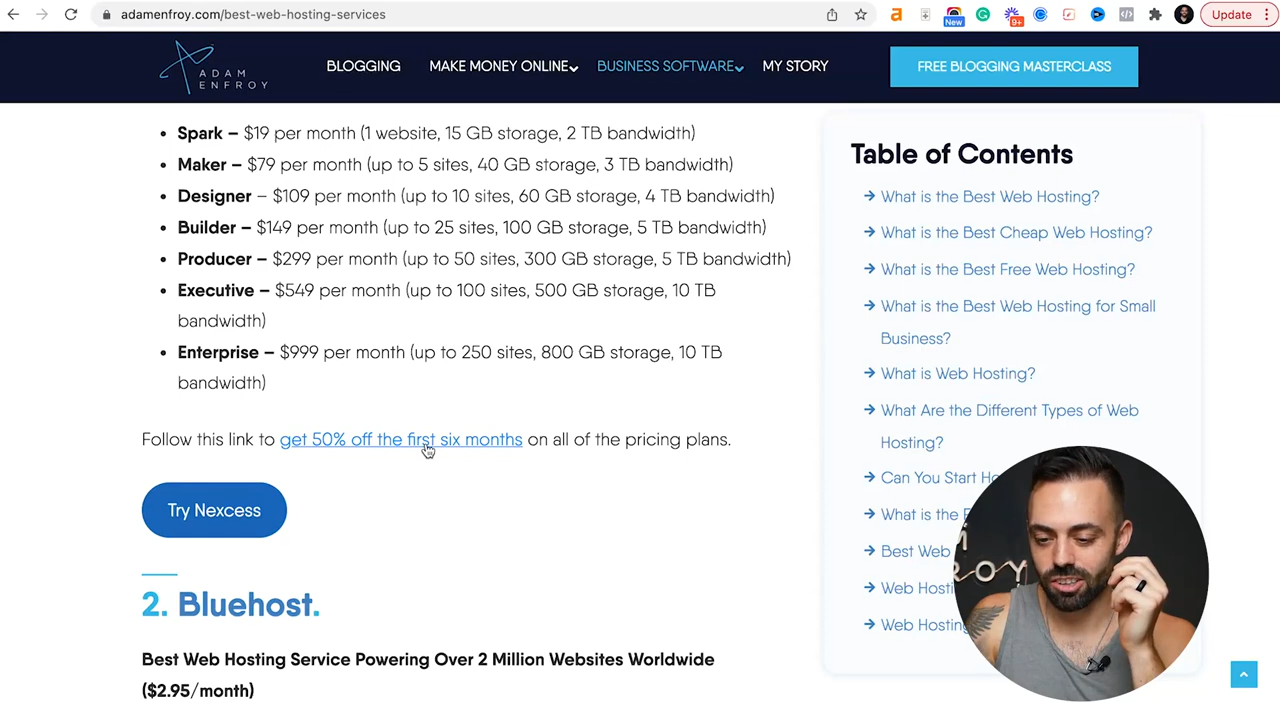 adamenfroy.com/best-web-hosting-services
New
9+
Update
ADAM
ENFROY
BLOGGING
MAKE MONEY ONLINE
BUSINESS SOFTWARE
MY STORY
FREE BLOGGING MASTERCLASS
• Spark – $19 per month (1 website, 15 GB storage, 2 TB bandwidth)
• Maker – $79 per month (up to 5 sites, 40 GB storage, 3 TB bandwidth)
• Designer – $109 per month (up to 10 sites, 60 GB storage, 4 TB bandwidth)
• Builder – $149 per month (up to 25 sites, 100 GB storage, 5 TB bandwidth)
• Producer – $299 per month (up to 50 sites, 300 GB storage, 5 TB bandwidth)
• Executive – $549 per month (up to 100 sites, 500 GB storage, 10 TB
bandwidth)
• Enterprise – $999 per month (up to 250 sites, 800 GB storage, 10 TB
bandwidth)
Follow this link to get 50% off the first six months on all of the pricing plans.
Try Nexcess
2. Bluehost.
Best Web Hosting Service Powering Over 2 Million Websites Worldwide
($2.95/month)
Table of Contents
What is the Best Web Hosting?
What is the Best Cheap Web Hosting?
What is the Best Free Web Hosting?
What is the Best Web Hosting for Small
Business?
What is Web Hosting?
What Are the Different Types of Web
Hosting?
Can You Start
What is the
Best Web
Web
Web Hosting